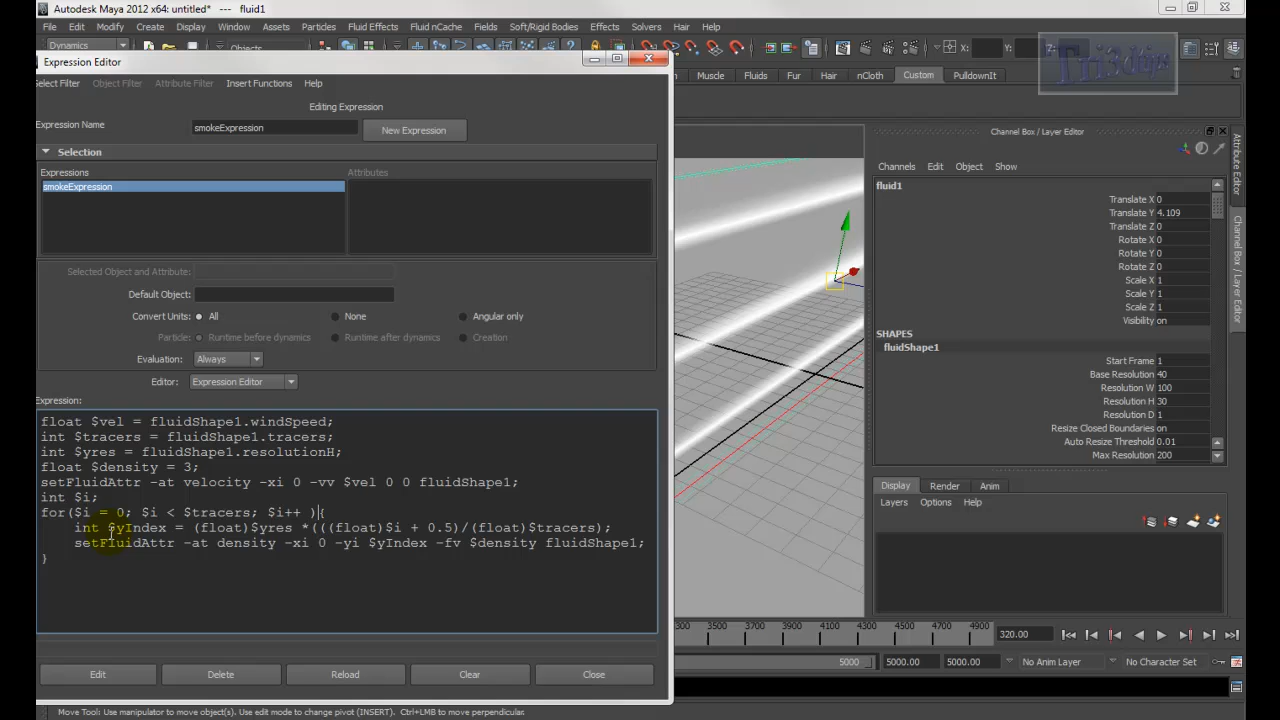 Autodesk Maya 2012 x64: untitled* --- fluid1
File Edit Modify Create Display Window Assets Particles Fluid Effects Fluid nCache Fields Soft/Rigid Bodies Effects Solvers Hair Help
Dynamics Objects X: Y: Z:
Tri3dtips
Expression Editor
Muscle Fluids Fur Hair nCloth Custom PulldownIt
Select Filter Object Filter Attribute Filter Insert Functions Help
Editing Expression
Expression Name smokeExpression New Expression
Selection
Expressions Attributes
smokeExpression
Selected Object and Attribute:
Default Object:
Convert Units: All None Angular only
Particle: Runtime before dynamics Runtime after dynamics Creation
Evaluation: Always
Editor: Expression Editor
Expression:
float $vel = fluidShape1.windSpeed;
int $tracers = fluidShape1.tracers;
int $yres = fluidShape1.resolutionH;
float $density = 3;
setFluidAttr -at velocity -xi 0 -vv $vel 0 0 fluidShape1;
int $i;
for($i = 0; $i < $tracers; $i++ ){
int $yIndex = (float)$yres *(((float)$i + 0.5)/(float)$tracers);
setFluidAttr -at density -xi 0 -yi $yIndex -fv $density fluidShape1;
}
Edit Delete Reload Clear Close
Channel Box / Layer Editor
Channels Edit Object Show
fluid1
Translate X 0
Translate Y 4.109
Translate Z 0
Rotate X 0
Rotate Y 0
Rotate Z 0
Scale X 1
Scale Y 1
Scale Z 1
Visibility on
SHAPES
fluidShape1
Start Frame 1
Base Resolution 40
Resolution W 100
Resolution H 30
Resolution D 1
Resize Closed Boundaries on
Auto Resize Threshold 0.01
Max Resolution 200
Display Render Anim
Layers Options Help
Attribute Editor
Channel Box / Layer Editor
3300 3500 3700 3900 4100 4300 4500 4700 4900 320.00
5000 5000.00 5000.00 No Anim Layer No Character Set
Move Tool: Use manipulator to move object(s). Use edit mode to change pivot (INSERT). Ctrl+LMB to move perpendicular.